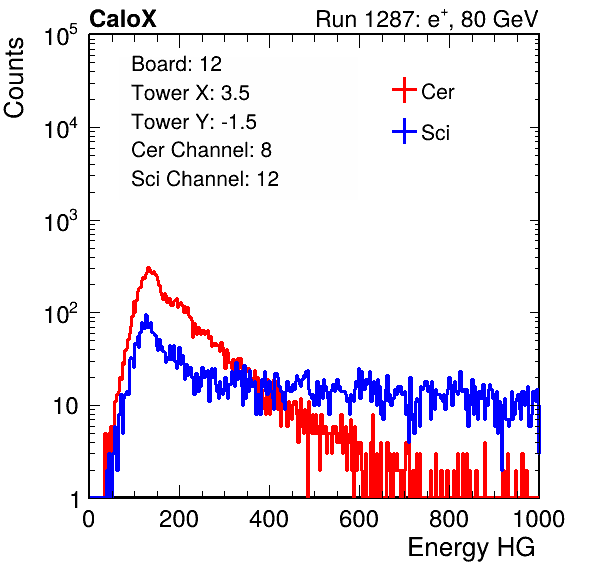 CaloX Run 1287: e⁺, 80 GeV
Counts
10⁵
10⁴
10³
10²
10
1
Board: 12
Tower X: 3.5
Tower Y: -1.5
Cer Channel: 8
Sci Channel: 12
Cer
Sci
0 200 400 600 800 1000
Energy HG